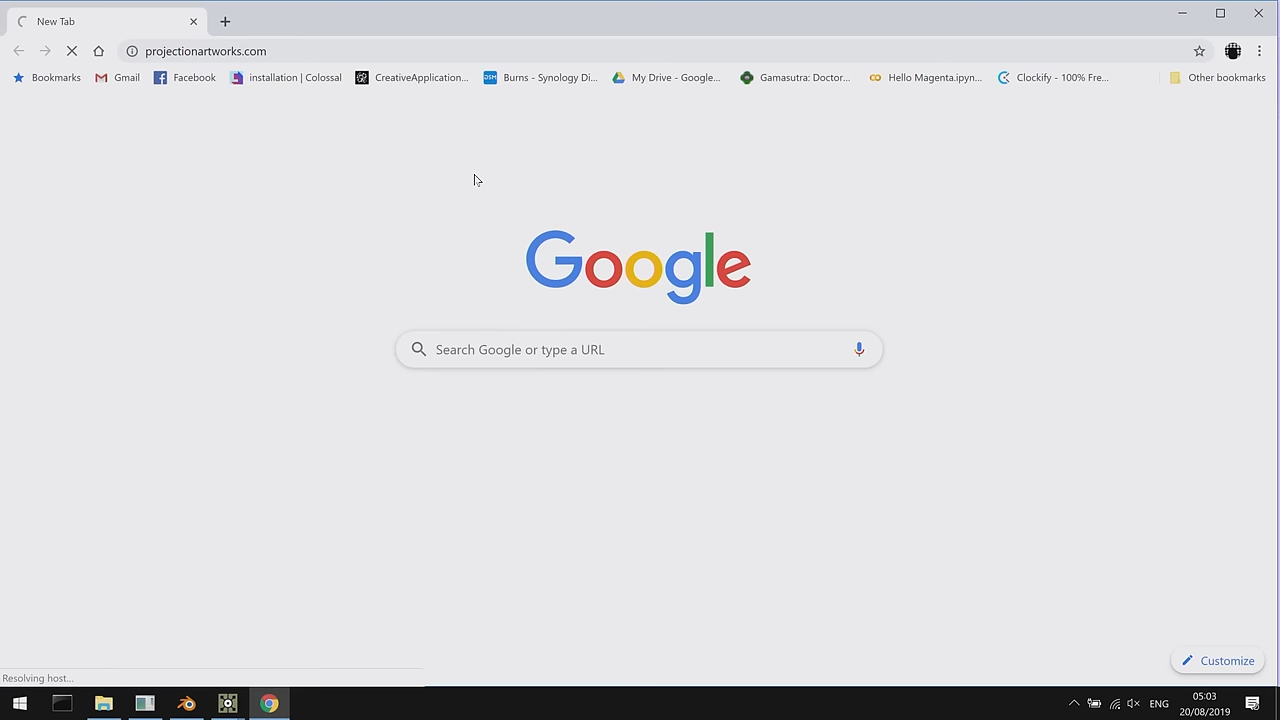 New Tab
projectionartworks.com
Bookmarks Gmail Facebook installation | Colossal CreativeApplication... DSM Burns - Synology Di... My Drive - Google... Gamasutra: Doctor... Hello Magenta.ipyn... Clockify - 100% Fre... Other bookmarks
Google
Search Google or type a URL
Customize
Resolving host...
ENG 05:03
20/08/2019